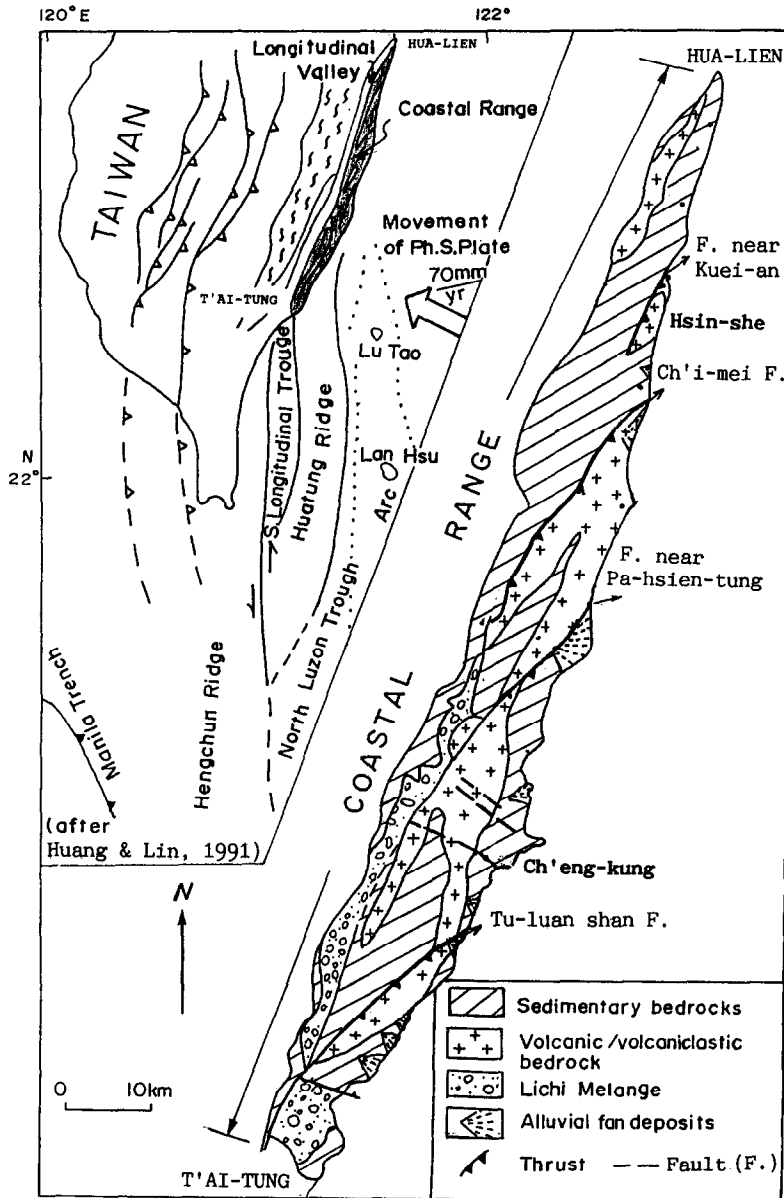 120°E
122°
HUA-LIEN
Longitudinal
Valley
Coastal Range
TAIWAN
Movement
of Ph.S.Plate
70mm
yr
T'AI-TUNG
Lu Tao
S.Longitudinal Trouge
Huatung Ridge
Lan Hsu
Arc
N
22°
North Luzon Trough
Hengchun Ridge
Manila Trench
(after
Huang & Lin, 1991)
N
0 10km
HUA-LIEN
F. near
Kuei-an
Hsin-she
Ch'i-mei F.
F. near
Pa-hsien-tung
COASTAL RANGE
Ch'eng-kung
Tu-luan shan F.
T'AI-TUNG
Sedimentary bedrocks
Volcanic/volcaniclastic
bedrock
Lichi Melange
Alluvial fan deposits
Thrust
Fault (F.)